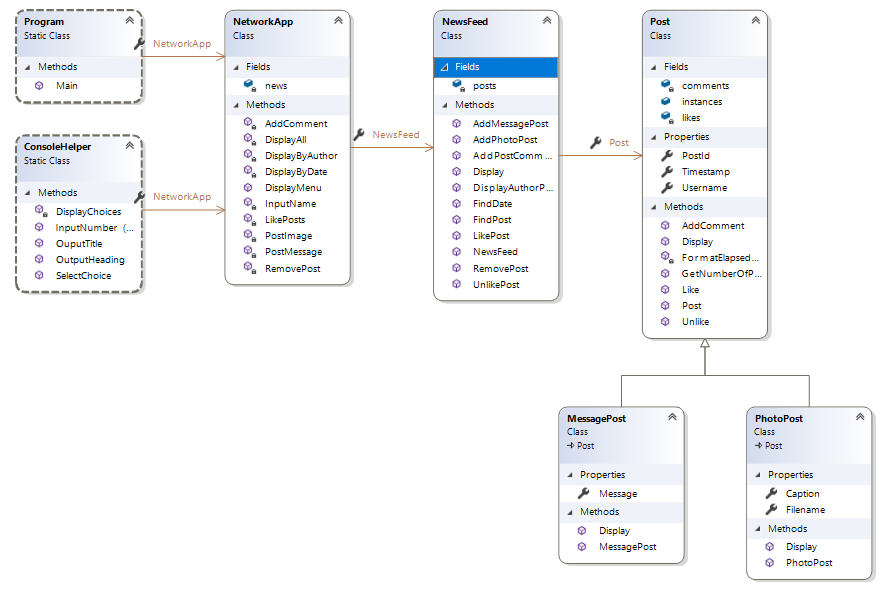 Program
Static Class
Methods
Main
NetworkApp
ConsoleHelper
Static Class
Methods
DisplayChoices
InputNumber (...
OuputTitle
OutputHeading
SelectChoice
NetworkApp
NetworkApp
Class
Fields
news
Methods
AddComment
DisplayAll
DisplayByAuthor
DisplayByDate
DisplayMenu
InputName
LikePosts
PostImage
PostMessage
RemovePost
NewsFeed
NewsFeed
Class
Fields
posts
Methods
AddMessagePost
AddPhotoPost
AddPostComm...
Display
DisplayAuthorP...
FindDate
FindPost
LikePost
NewsFeed
RemovePost
UnlikePost
Post
Post
Class
Fields
comments
instances
likes
Properties
PostId
Timestamp
Username
Methods
AddComment
Display
FormatElapsed...
GetNumberOfP...
Like
Post
Unlike
MessagePost
Class
Post
Properties
Message
Methods
Display
MessagePost
PhotoPost
Class
Post
Properties
Caption
Filename
Methods
Display
PhotoPost